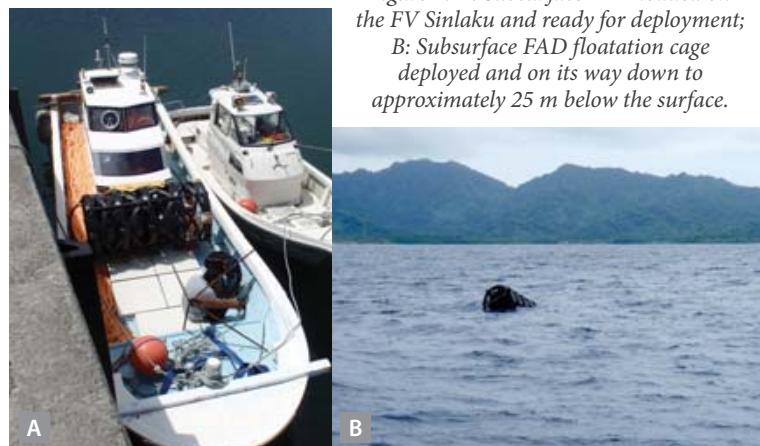 the FV Sinlaku and ready for deployment;
B: Subsurface FAD floatation cage
deployed and on its way down to
approximately 25 m below the surface.
A
B